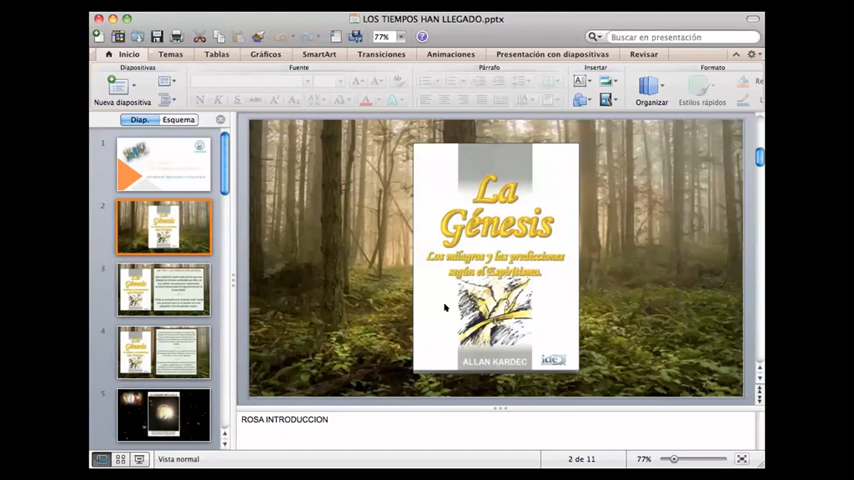 LOS TIEMPOS HAN LLEGADO.pptx
77%
Buscar en presentación
Inicio
Temas
Tablas
Gráficos
SmartArt
Transiciones
Animaciones
Presentación con diapositivas
Revisar
Diapositivas
Fuente
Párrafo
Insertar
Formato
Nueva diapositiva
N
K
S
Organizar
Estilos rápidos
Re
Diap.
Esquema
1
2
3
4
5
La
Génesis
Los milagros y las predicciones
según el Espiritismo.
ALLAN KARDEC
ide
ROSA INTRODUCCION
Vista normal
2 de 11
77%